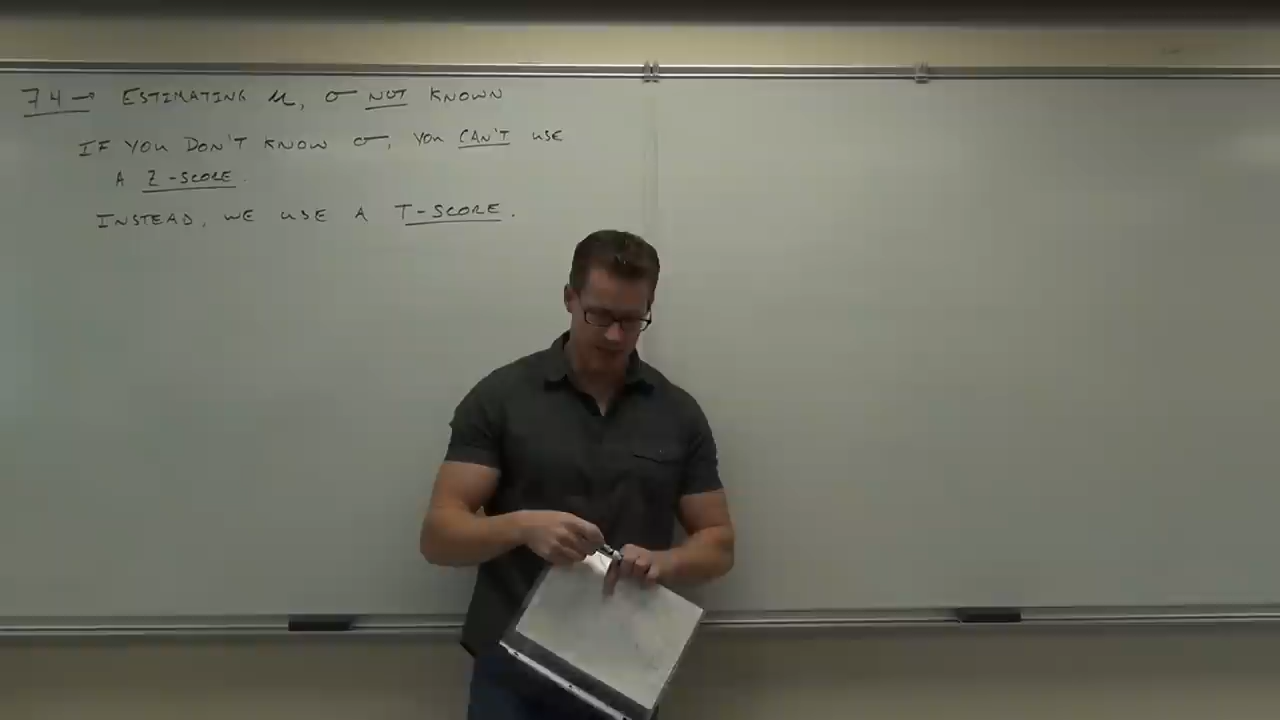 7.4 → ESTIMATING μ, σ NOT KNOWN
IF YOU DON'T KNOW σ, YOU CAN'T USE
A Z-SCORE.
INSTEAD, WE USE A T-SCORE.